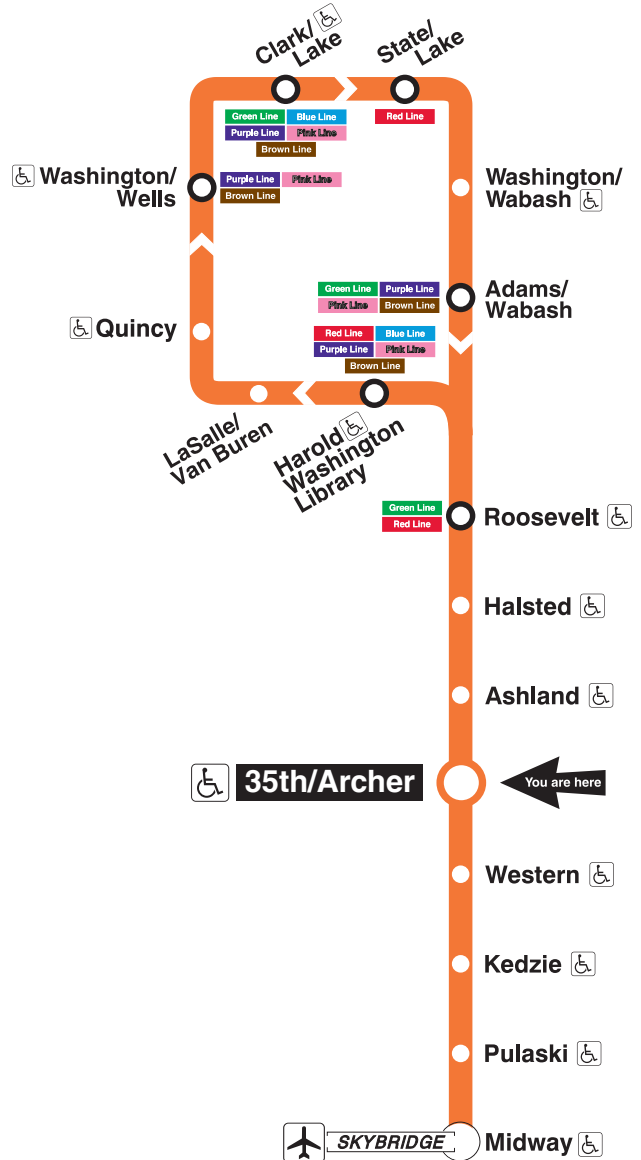 Clark/
Lake
State/
Lake
Green Line
Blue Line
Purple Line
Pink Line
Brown Line
Red Line
Washington/
Wells
Purple Line
Pink Line
Brown Line
Washington/
Wabash
Green Line
Purple Line
Pink Line
Brown Line
Adams/
Wabash
Quincy
Red Line
Blue Line
Purple Line
Pink Line
Brown Line
LaSalle/
Van Buren
Harold
Washington
Library
Green Line
Red Line
Roosevelt
Halsted
Ashland
35th/Archer
You are here
Western
Kedzie
Pulaski
SKYBRIDGE
Midway